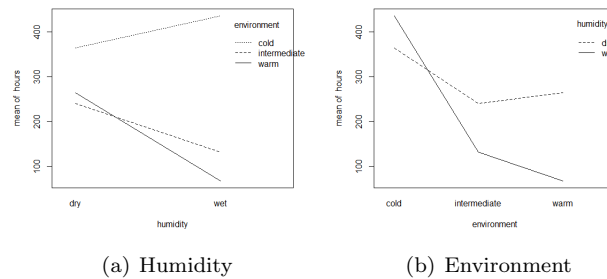 environment
cold
intermediate
warm
mean of hours
100
200
300
400
dry
wet
humidity
(a) Humidity
humidity
d
w
mean of hours
100
200
300
400
cold
intermediate
warm
environment
(b) Environment